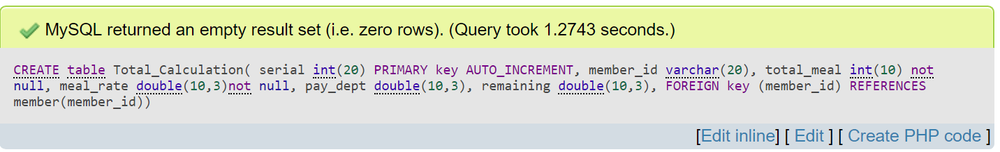 MySQL returned an empty result set (i.e. zero rows). (Query took 1.2743 seconds.)
CREATE table Total_Calculation( serial int(20) PRIMARY key AUTO_INCREMENT, member_id varchar(20), total_meal int(10) not
null, meal_rate double(10,3)not null, pay_dept double(10,3), remaining double(10,3), FOREIGN key (member_id) REFERENCES
member(member_id))
[Edit inline] [ Edit ] [ Create PHP code ]